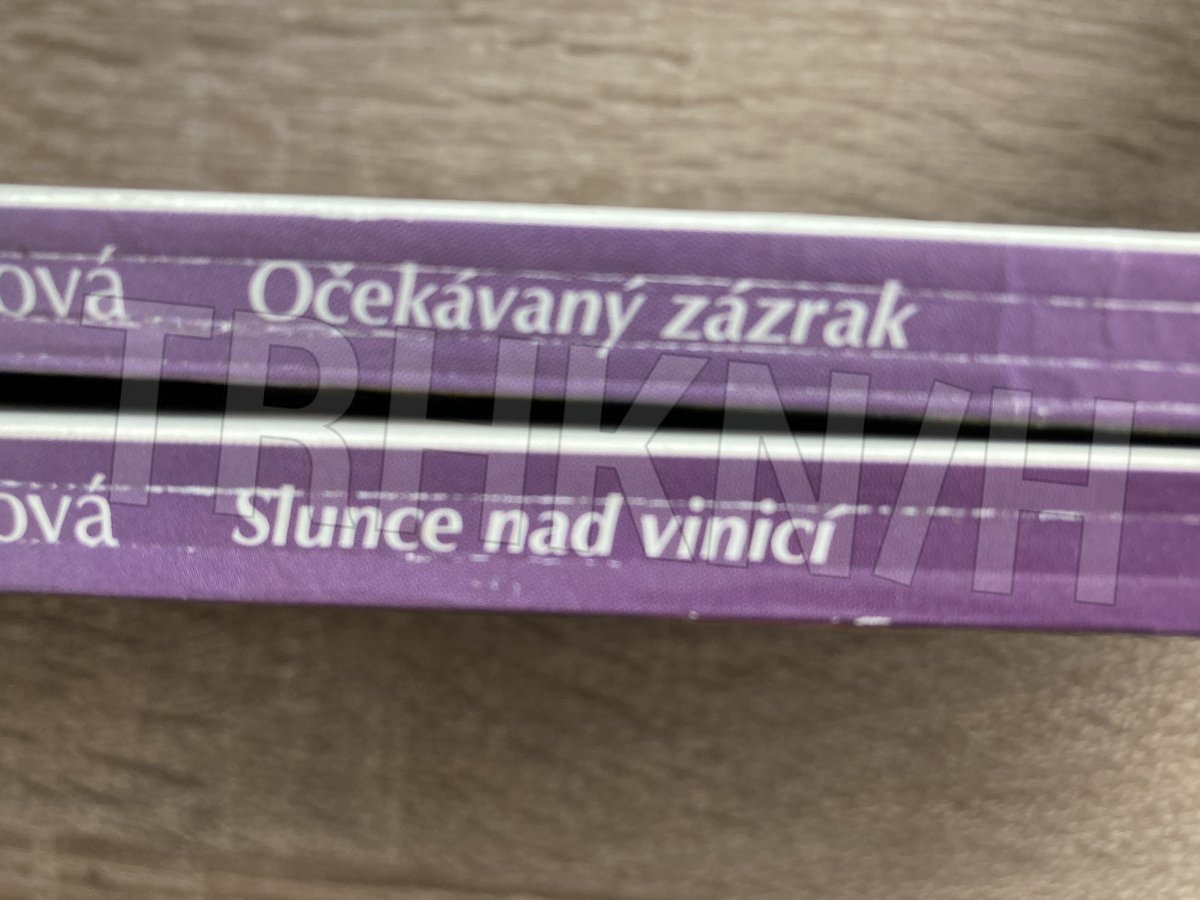 ová Očekávaný zázrak
ová Slunce nad vinicí
TRHKNIH